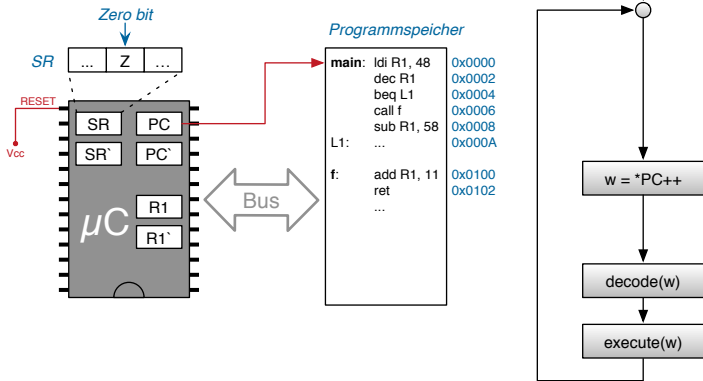 Zero bit
SR ... Z ...
RESET
Vcc
SR PC
SR` PC`
R1
R1`
µC
Bus
Programmspeicher
main: ldi R1, 48 0x0000
dec R1 0x0002
beq L1 0x0004
call f 0x0006
sub R1, 58 0x0008
L1: ... 0x000A
f: add R1, 11 0x0100
ret 0x0102
...
w = *PC++
decode(w)
execute(w)